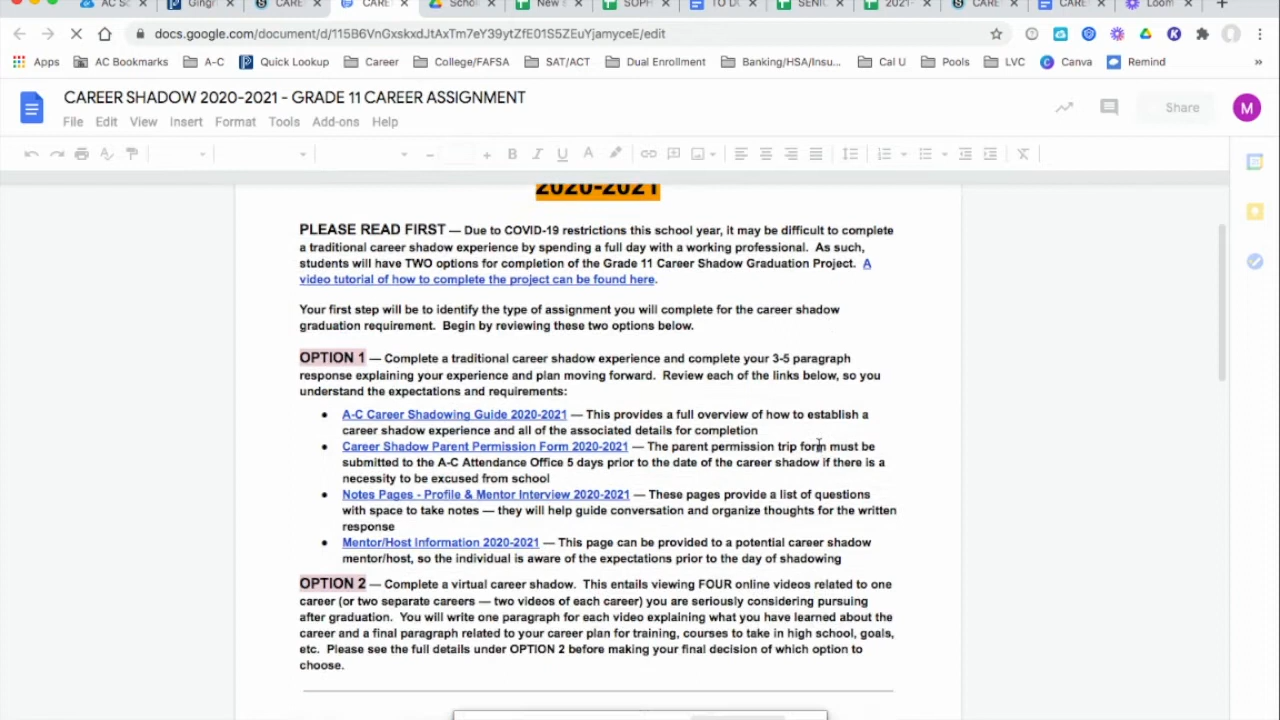 AC Sc
Gingr
CARE
CARE
Schoo
New s
SOPH
TO DO
SENIO
2021-
CARE
CARE
Loom
docs.google.com/document/d/115B6VnGxskxdJtAxTm7eY39ytZfE01S5ZEuYjamyceE/edit
Apps AC Bookmarks A-C Quick Lookup Career College/FAFSA SAT/ACT Dual Enrollment Banking/HSA/Insu... Cal U Pools LVC Canva Remind »
CAREER SHADOW 2020-2021 - GRADE 11 CAREER ASSIGNMENT
Share
M
File Edit View Insert Format Tools Add-ons Help
2020-2021
PLEASE READ FIRST — Due to COVID-19 restrictions this school year, it may be difficult to complete
a traditional career shadow experience by spending a full day with a working professional. As such,
students will have TWO options for completion of the Grade 11 Career Shadow Graduation Project. A
video tutorial of how to complete the project can be found here.
Your first step will be to identify the type of assignment you will complete for the career shadow
graduation requirement. Begin by reviewing these two options below.
OPTION 1 — Complete a traditional career shadow experience and complete your 3-5 paragraph
response explaining your experience and plan moving forward. Review each of the links below, so you
understand the expectations and requirements:
● A-C Career Shadowing Guide 2020-2021 — This provides a full overview of how to establish a
career shadow experience and all of the associated details for completion
● Career Shadow Parent Permission Form 2020-2021 — The parent permission trip form must be
submitted to the A-C Attendance Office 5 days prior to the date of the career shadow if there is a
necessity to be excused from school
● Notes Pages - Profile & Mentor Interview 2020-2021 — These pages provide a list of questions
with space to take notes — they will help guide conversation and organize thoughts for the written
response
● Mentor/Host Information 2020-2021 — This page can be provided to a potential career shadow
mentor/host, so the individual is aware of the expectations prior to the day of shadowing
OPTION 2 — Complete a virtual career shadow. This entails viewing FOUR online videos related to one
career (or two separate careers — two videos of each career) you are seriously considering pursuing
after graduation. You will write one paragraph for each video explaining what you have learned about the
career and a final paragraph related to your career plan for training, courses to take in high school, goals,
etc. Please see the full details under OPTION 2 before making your final decision of which option to
choose.